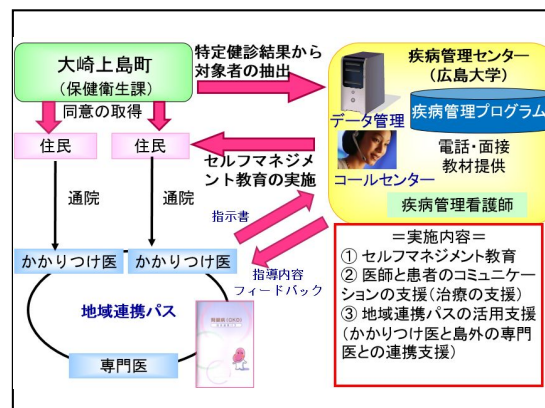 大崎上島町
(保健衛生課)
同意の取得
特定健診結果から
対象者の抽出
疾病管理センター
(広島大学)
疾病管理プログラム
データ管理
電話・面接
教材提供
コールセンター
疾病管理看護師
住民
住民
セルフマネジメ
ント教育の実施
通院
通院
指示書
かかりつけ医
かかりつけ医
指導内容
フィードバック
地域連携パス
専門医
=実施内容=
① セルフマネジメント教育
② 医師と患者のコミュニケー
ションの支援(治療の支援)
③ 地域連携パスの活用支援
(かかりつけ医と島外の専門
医との連携支援)